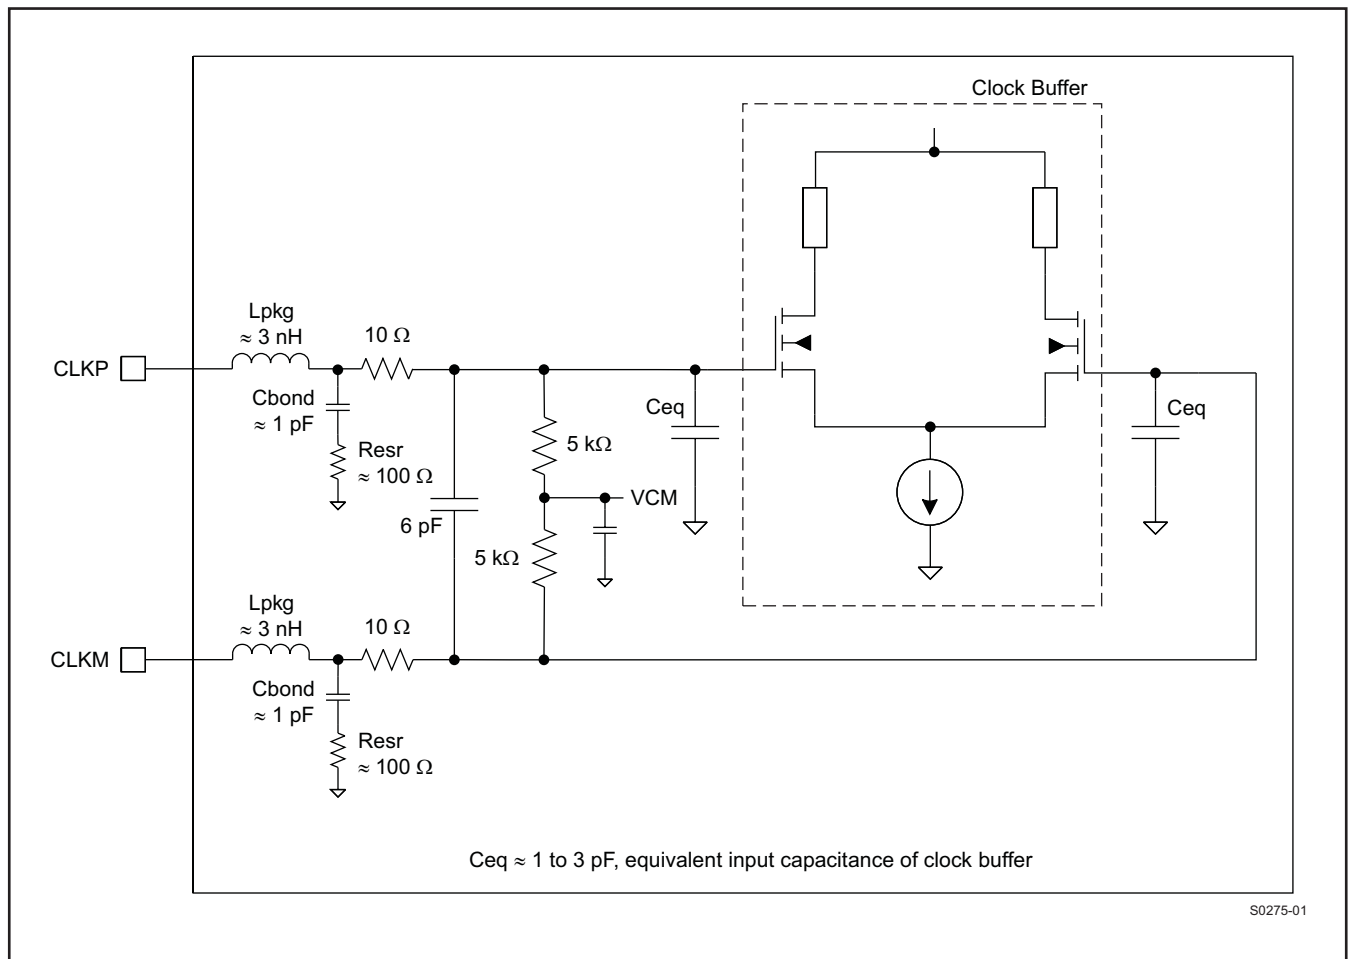 Clock Buffer
Lpkg
≈ 3 nH
10 Ω
CLKP
Cbond
≈ 1 pF
Resr
≈ 100 Ω
6 pF
5 kΩ
VCM
5 kΩ
Ceq
Ceq
Lpkg
≈ 3 nH
10 Ω
CLKM
Cbond
≈ 1 pF
Resr
≈ 100 Ω
Ceq ≈ 1 to 3 pF, equivalent input capacitance of clock buffer
S0275-01